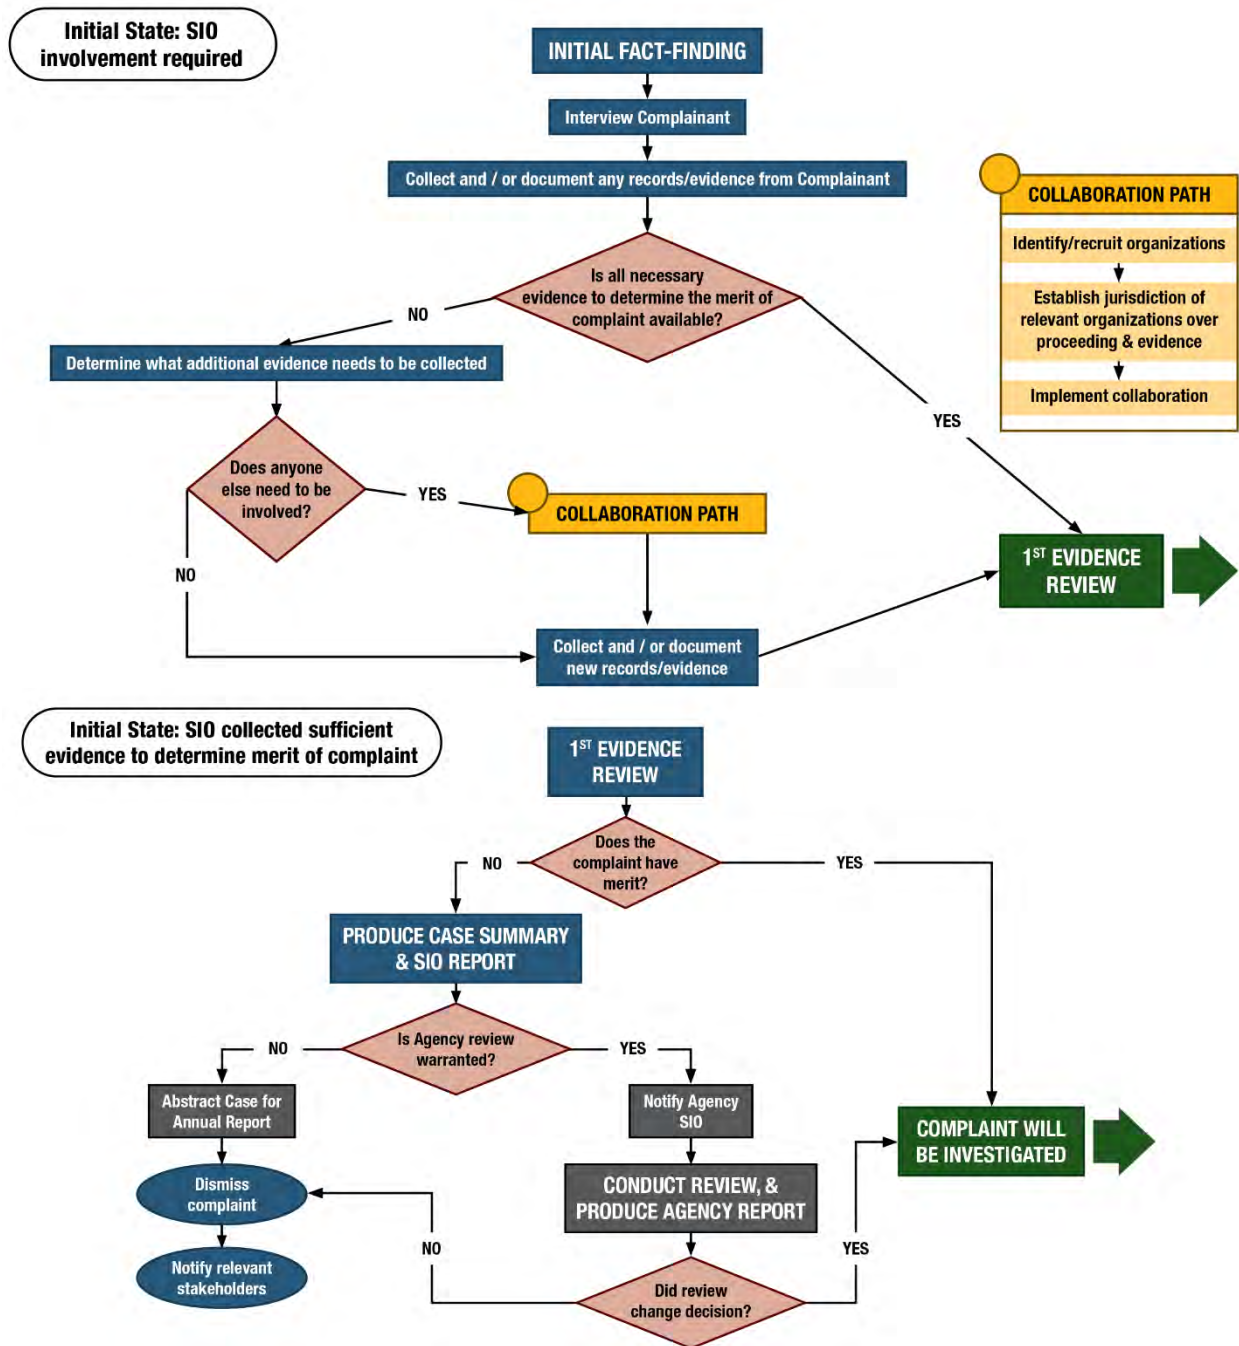 Initial State: SIO
involvement required
INITIAL FACT-FINDING
Interview Complainant
Collect and / or document any records/evidence from Complainant
Is all necessary
evidence to determine the merit of
complaint available?
NO
YES
COLLABORATION PATH
Identify/recruit organizations
Establish jurisdiction of
relevant organizations over
proceeding & evidence
Implement collaboration
Determine what additional evidence needs to be collected
Does anyone
else need to be
involved?
YES
NO
COLLABORATION PATH
Collect and / or document
new records/evidence
1ST EVIDENCE
REVIEW
Initial State: SIO collected sufficient
evidence to determine merit of complaint
1ST EVIDENCE
REVIEW
Does the
complaint have
merit?
NO
YES
PRODUCE CASE SUMMARY
& SIO REPORT
Is Agency review
warranted?
NO
YES
Abstract Case for
Annual Report
Notify Agency
SIO
Dismiss
complaint
CONDUCT REVIEW, &
PRODUCE AGENCY REPORT
COMPLAINT WILL
BE INVESTIGATED
Notify relevant
stakeholders
NO
YES
Did review
change decision?